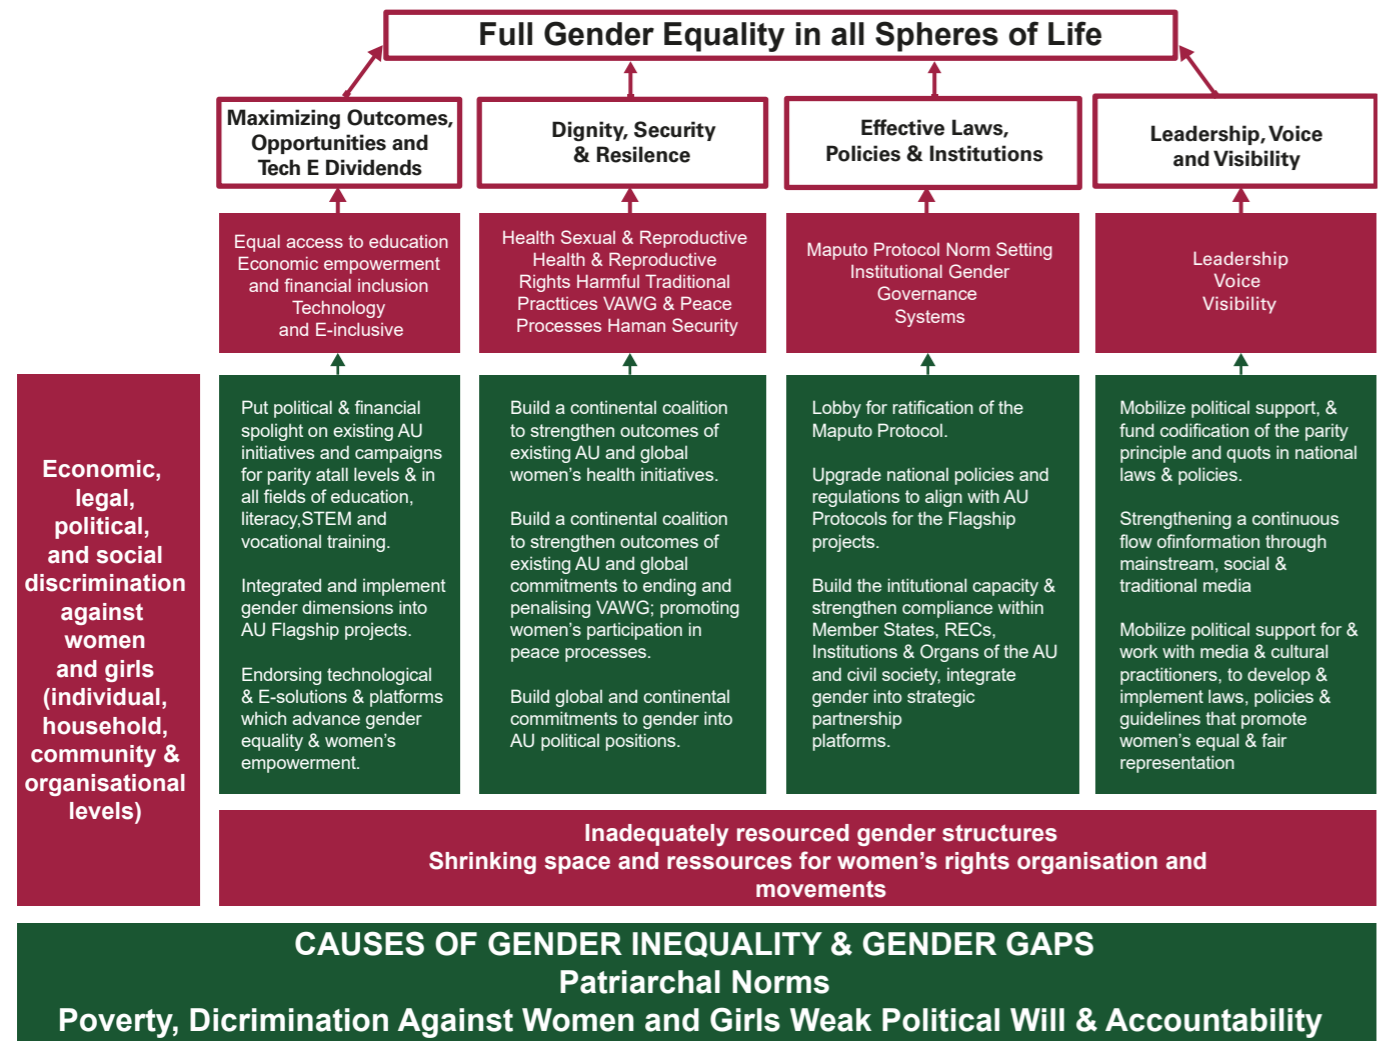 Full Gender Equality in all Spheres of Life
Maximizing Outcomes,
Opportunities and
Tech E Dividends
Dignity, Security
& Resilence
Effective Laws,
Policies & Institutions
Leadership, Voice
and Visibility
Equal access to education
Economic empowerment
and financial inclusion
Technology
and E-inclusive
Health Sexual & Reproductive
Health & Reproductive
Rights Harmful Traditional
Practtices VAWG & Peace
Processes Haman Security
Maputo Protocol Norm Setting
Institutional Gender
Governance
Systems
Leadership
Voice
Visibility
Economic,
legal,
political,
and social
discrimination
against
women
and girls
(individual,
household,
community &
organisational
levels)
Put political & financial
spolight on existing AU
initiatives and campaigns
for parity atall levels & in
all fields of education,
literacy,STEM and
vocational training.
Integrated and implement
gender dimensions into
AU Flagship projects.
Endorsing technological
& E-solutions & platforms
which advance gender
equality & women's
empowerment.
Build a continental coalition
to strengthen outcomes of
existing AU and global
women's health initiatives.
Build a continental coalition
to strengthen outcomes of
existing AU and global
commitments to ending and
penalising VAWG; promoting
women's participation in
peace processes.
Build global and continental
commitments to gender into
AU political positions.
Lobby for ratification of the
Maputo Protocol.
Upgrade national policies and
regulations to align with AU
Protocols for the Flagship
projects.
Build the intitutional capacity &
strengthen compliance within
Member States, RECs,
Institutions & Organs of the AU
and civil society, integrate
gender into strategic
partnership
platforms.
Mobilize political support, &
fund codification of the parity
principle and quots in national
laws & policies.
Strengthening a continuous
flow ofinformation through
mainstream, social &
traditional media
Mobilize political support for &
work with media & cultural
practitioners, to develop &
implement laws, policies &
guidelines that promote
women's equal & fair
representation
Inadequately resourced gender structures
Shrinking space and ressources for women's rights organisation and
movements
CAUSES OF GENDER INEQUALITY & GENDER GAPS
Patriarchal Norms
Poverty, Dicrimination Against Women and Girls Weak Political Will & Accountability